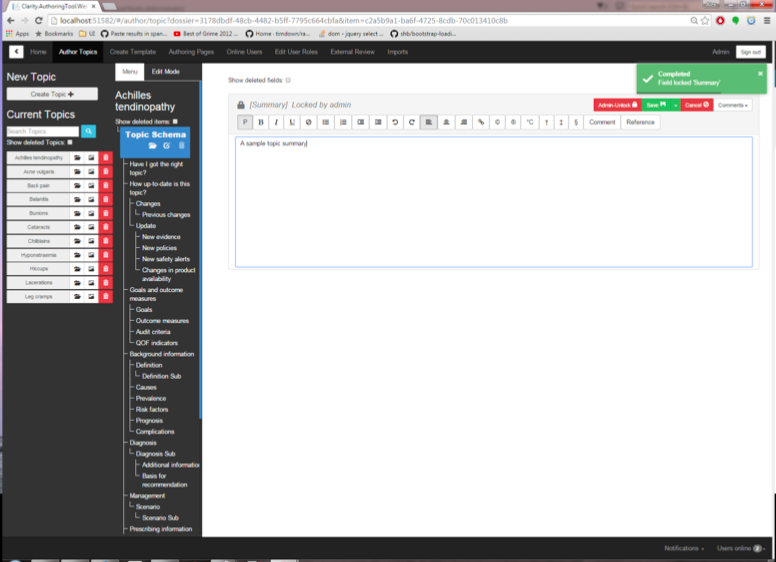 Clarity.AuthoringTool.We
localhost:51582/#/author/topic?dossier=3178dbdf-48cb-4482-b5ff-7795c664cbfa&item=c2a5b9a1-ba6f-4725-8cdb-70c013410c8b
Apps Bookmarks LE Paste results in span... Best of Grime 2012 ... Home · timdown/ra... dom - jquery select ... shb/bootstrap-loadi...
Home Author Topics Create Template Authoring Pages Online Users Edit User Roles External Review Imports Admin Sign out
New Topic
Create Topic +
Current Topics
Search Topics
Show deleted Topics:
Achilles tendinopathy
Acne vulgaris
Back pain
Balanitis
Bunions
Cataracts
Chilblains
Hyponatraemia
Hiccups
Lacerations
Leg cramps
Menu Edit Mode
Achilles
tendinopathy
Show deleted items:
Topic Schema
Have I got the right
topic?
How up-to-date is this
topic?
Changes
Previous changes
Update
New evidence
New policies
New safety alerts
Changes in product
availability
Goals and outcome
measures
Goals
Outcome measures
Audit criteria
QOF indicators
Background information
Definition
Definition Sub
Causes
Prevalence
Risk factors
Prognosis
Complications
Diagnosis
Diagnosis Sub
Additional informatio
Basis for
recommendation
Management
Scenario
Scenario Sub
Prescribing information
Show deleted fields:
Completed
Field locked 'Summary'
×
[Summary] Locked by admin
Admin Unlock Save Cancel Comments
P B I U °C † ‡ § Comment Reference
A sample topic summary
Notifications Users online 2